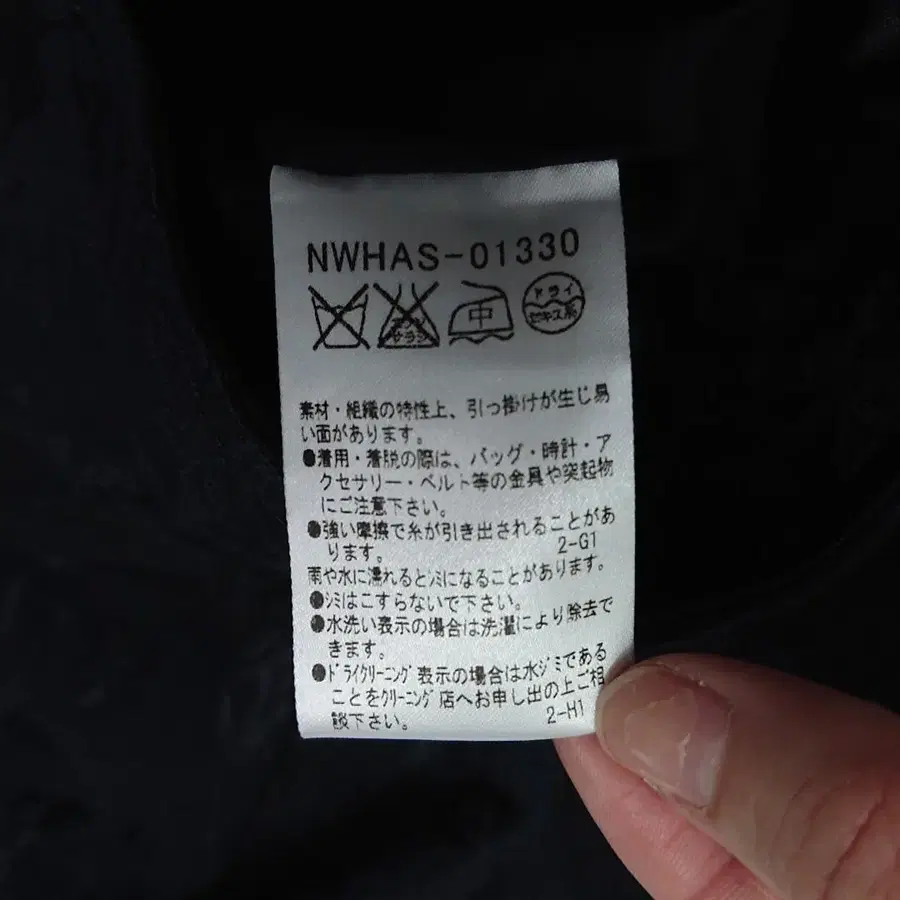 NWHAS-01330
エンソ
サラシ
中
ドライ
セキユ系
素材・組織の特性上、引っ掛けが生じ易
い面があります。
●着用・着脱の際は、バッグ・時計・ア
クセサリー・ベルト等の金具や突起物
にご注意下さい。
●強い摩擦で糸が引き出されることがあ
ります。 2-G1
雨や水に濡れるとシミになることがあります。
●シミはこすらないで下さい。
●水洗い表示の場合は洗濯により除去で
きます。
●ドライクリーニング表示の場合は水ジミである
ことをクリーニング店へお申し出の上ご相
談下さい。 2-H1